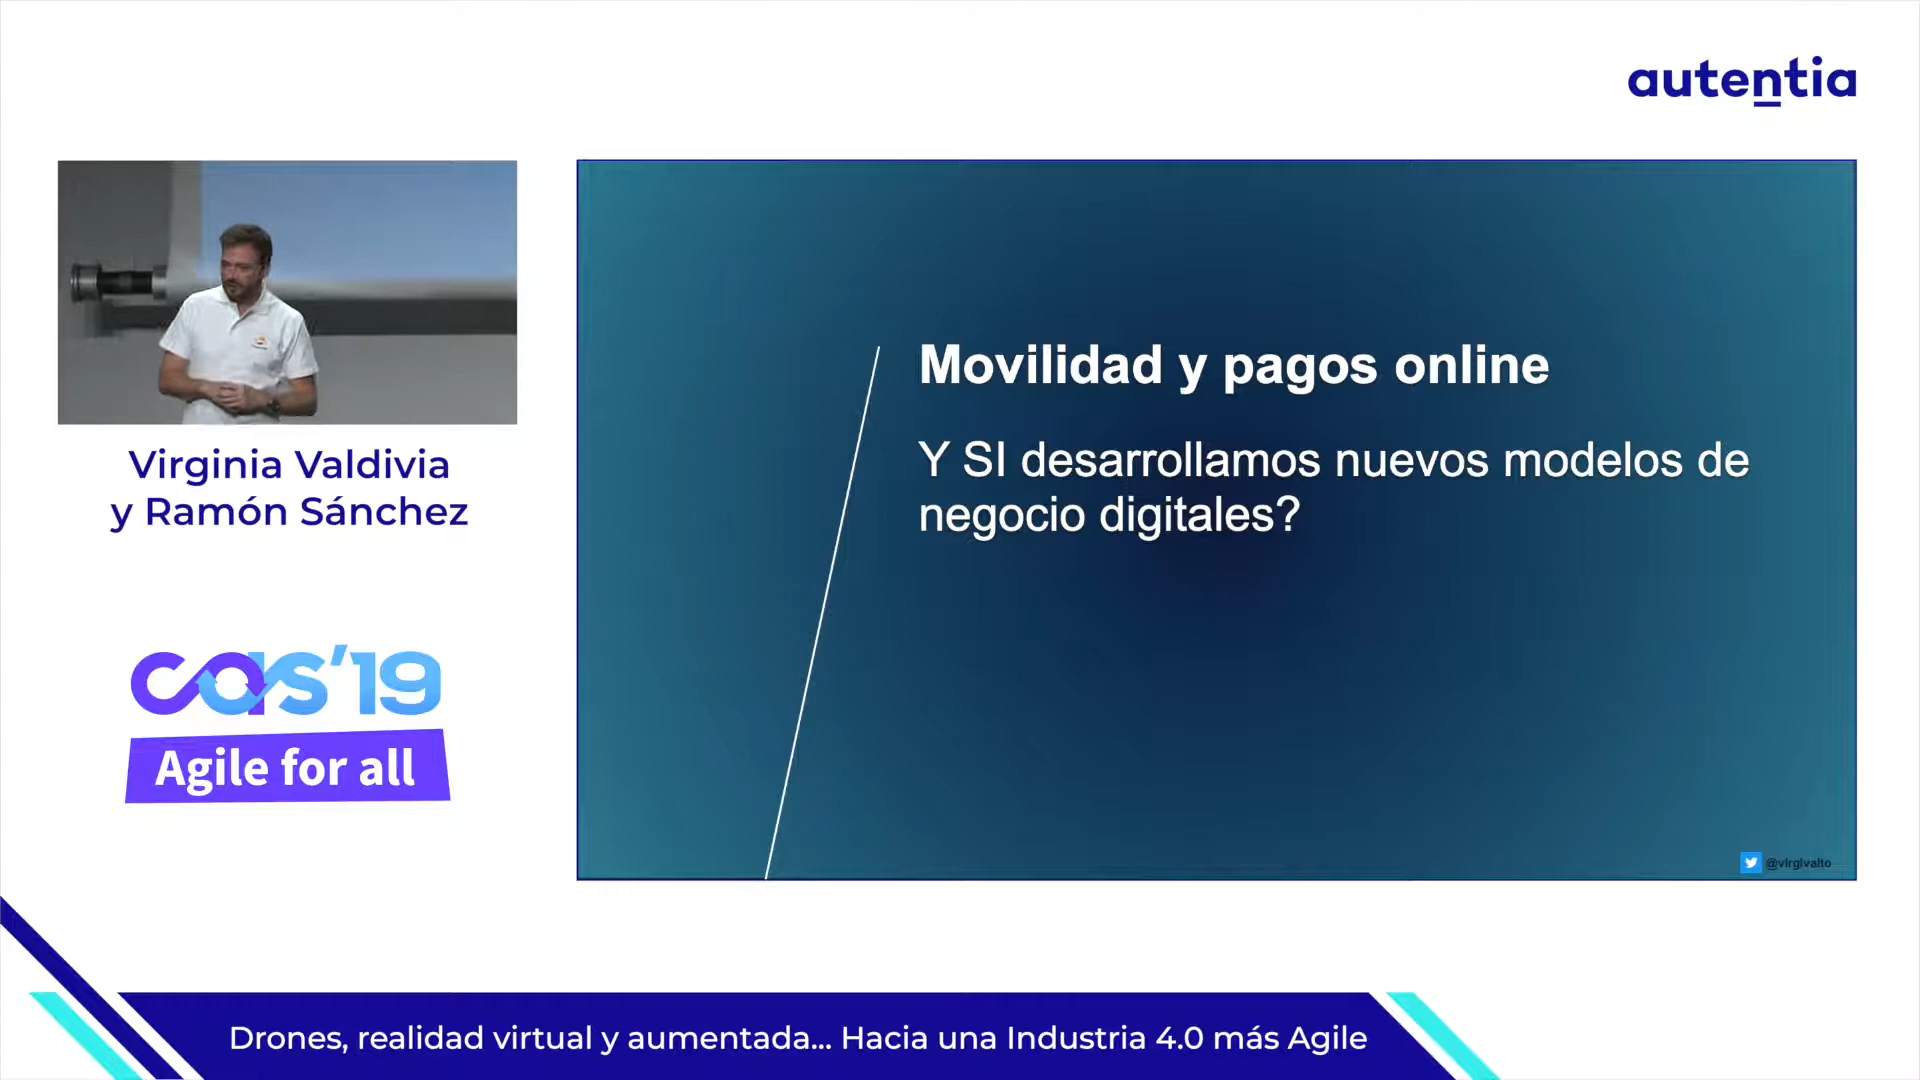 autentia
Virginia Valdivia
y Ramón Sánchez
Movilidad y pagos online
Y SI desarrollamos nuevos modelos de
negocio digitales?
cas'19
Agile for all
@virgivalto
Drones, realidad virtual y aumentada... Hacia una Industria 4.0 más Agile